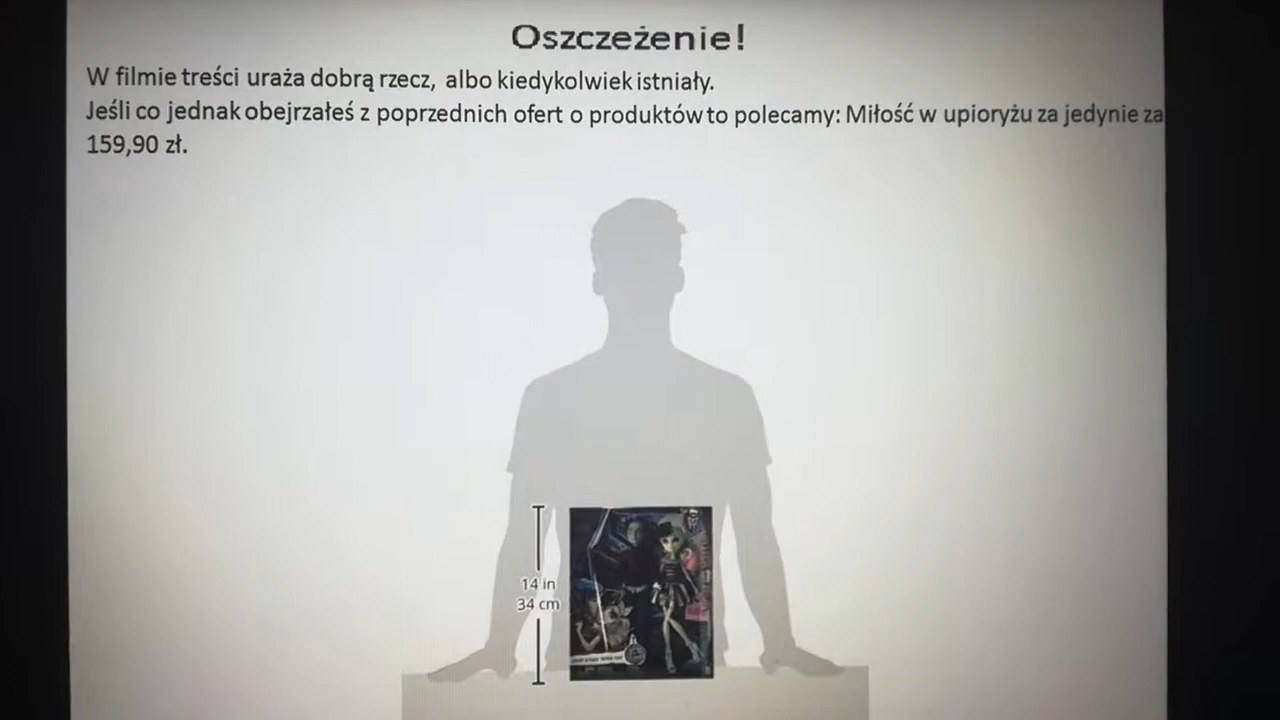 Oszczeżenie!
W filmie treści uraża dobrą rzecz, albo kiedykolwiek istniały.
Jeśli co jednak obejrzałeś z poprzednich ofert o produktów to polecamy: Miłość w upioryżu za jedynie za
159,90 zł.
14 in
34 cm